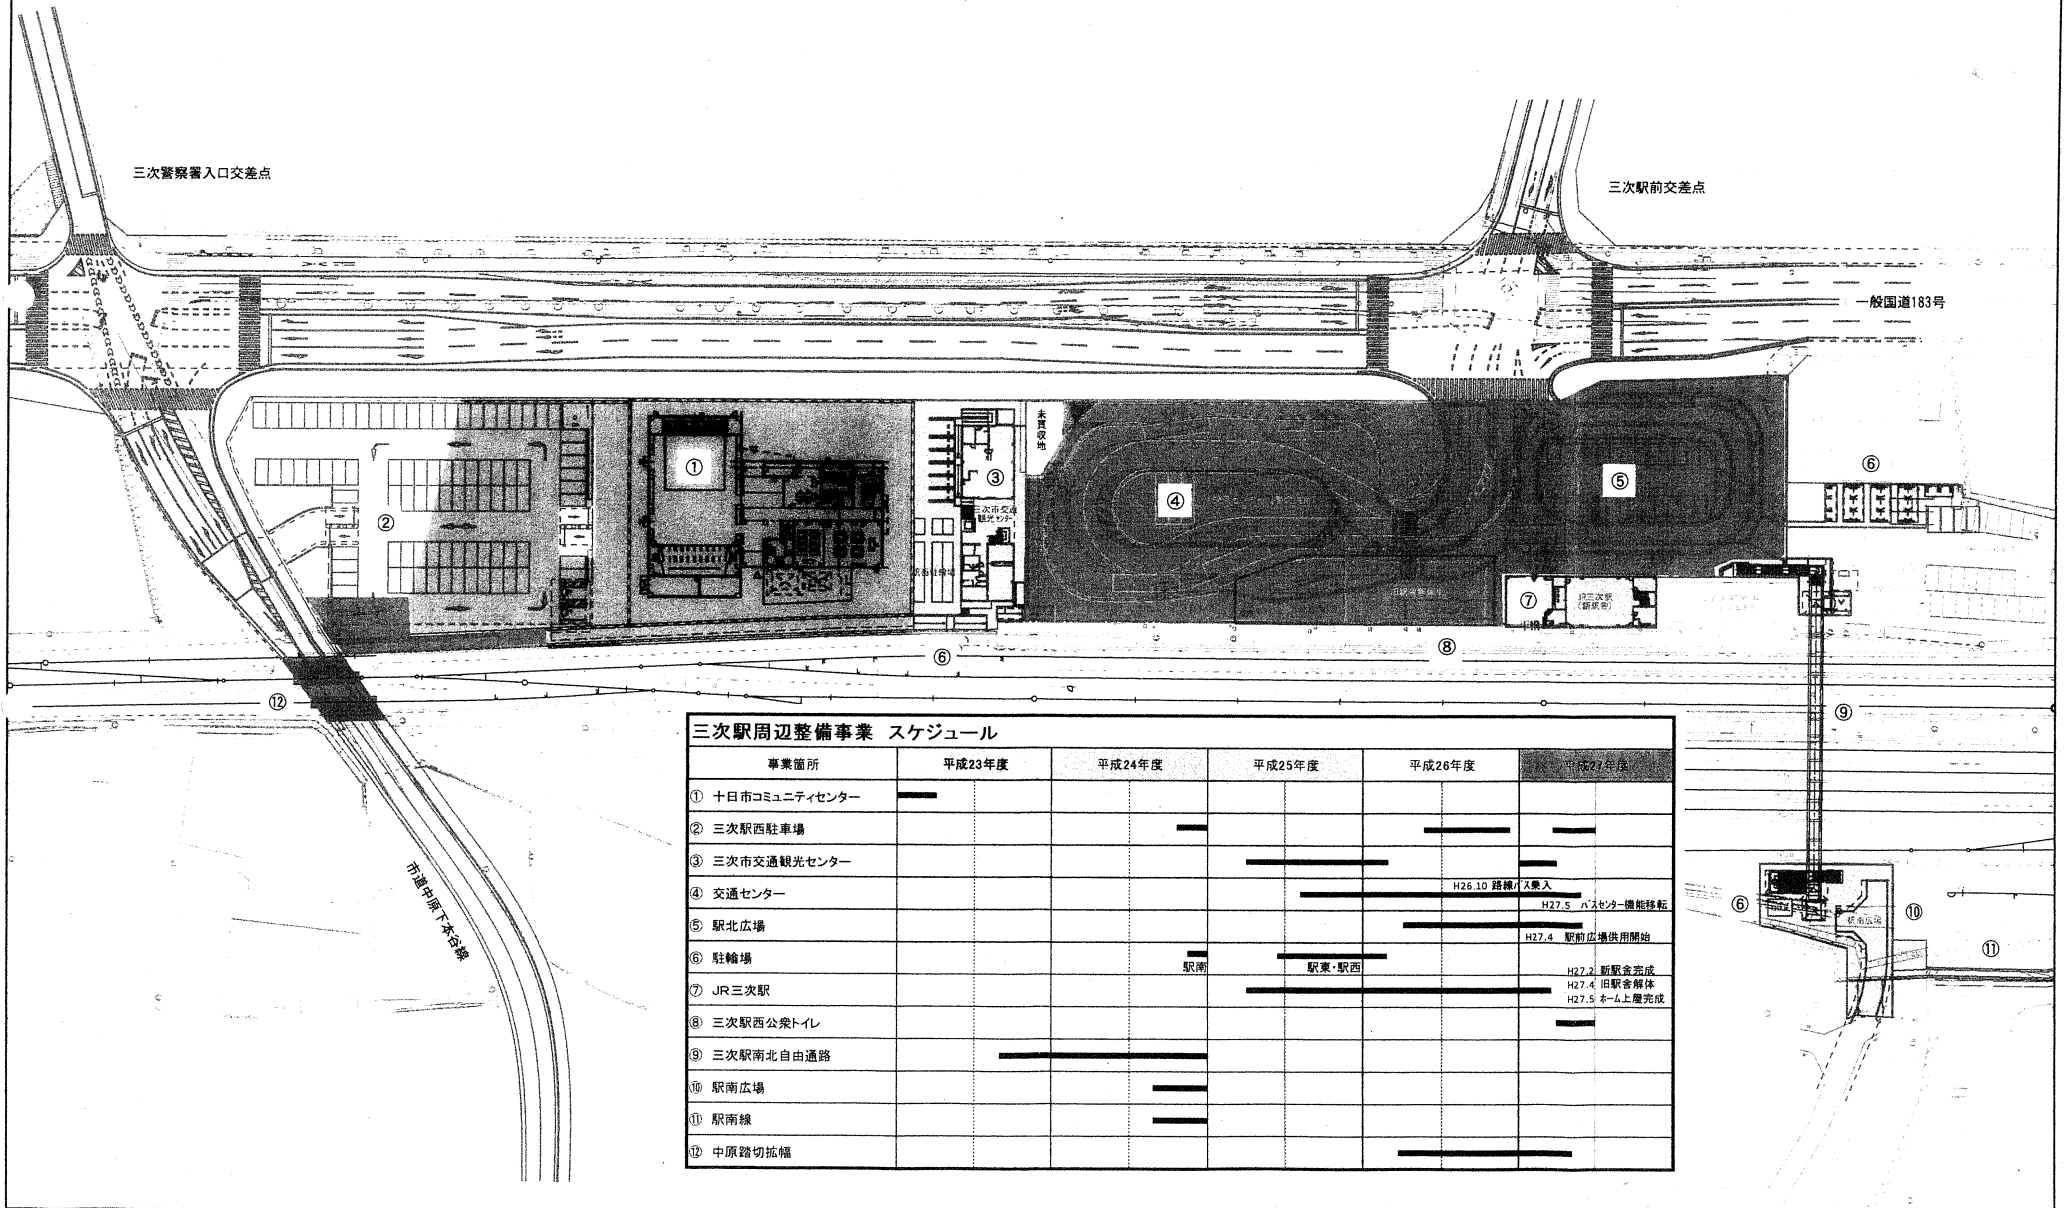 三次警察署入口交差点
三次駅前交差点
一般国道183号
未買収地
①
②
③
三次市交通
観光センター
④
⑤
⑥
⑦
JR三次駅
(新駅舎)
⑥
⑧
⑫
⑨
⑥
駅南広場
⑩
⑪
市道中原下本谷線
三次駅周辺整備事業 スケジュール
事業箇所 平成23年度 平成24年度 平成25年度 平成26年度 平成27年度
① 十日市コミュニティセンター
② 三次駅西駐車場
③ 三次市交通観光センター
④ 交通センター H26.10 路線バス乗入
H27.5 バスセンター機能移転
⑤ 駅北広場
H27.4 駅前広場供用開始
⑥ 駐輪場 駅南 駅東・駅西
H27.2 新駅舎完成
⑦ JR三次駅 H27.4 旧駅舎解体
H27.5 ホーム上屋完成
⑧ 三次駅西公衆トイレ
⑨ 三次駅南北自由通路
⑩ 駅南広場
⑪ 駅南線
⑫ 中原踏切拡幅